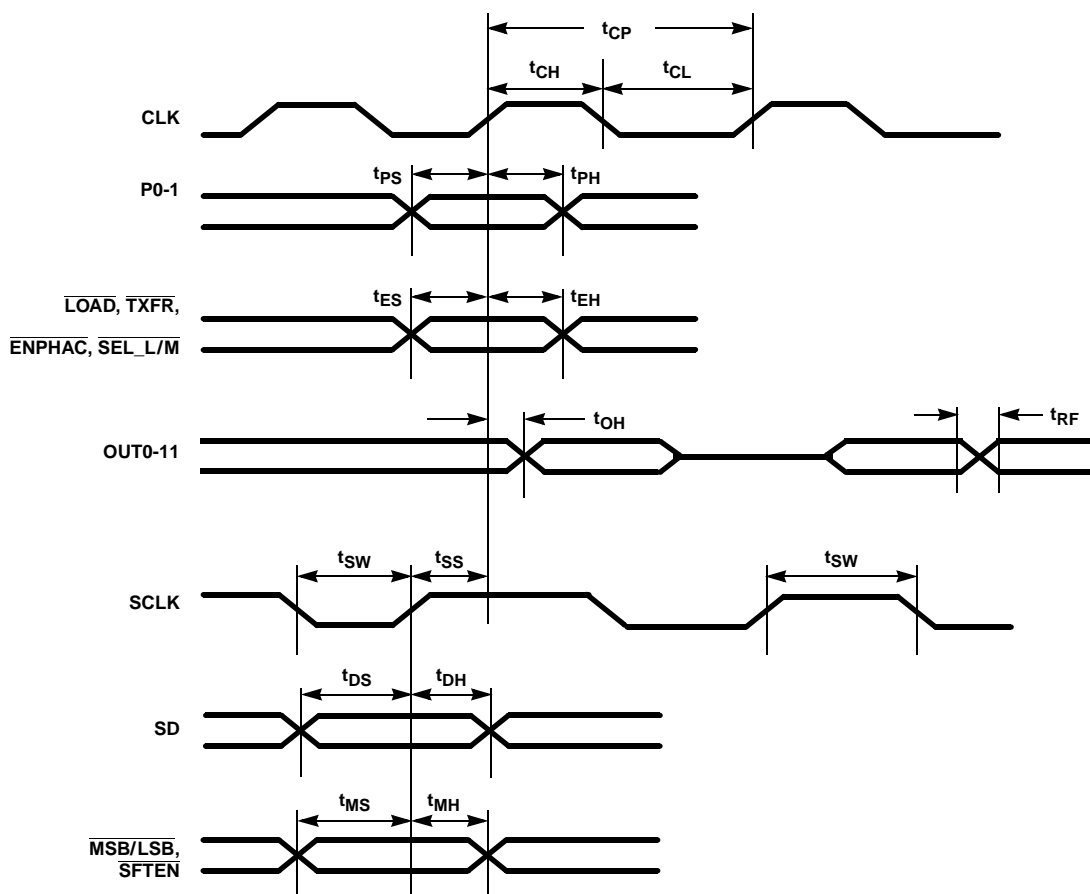 tCP
tCH
tCL
CLK
tPS
tPH
P0-1
tES
tEH
LOAD, TXFR,
ENPHAC, SEL_L/M
tOH
tRF
OUT0-11
tSW
tSS
tSW
SCLK
tDS
tDH
SD
tMS
tMH
MSB/LSB,
SFTEN